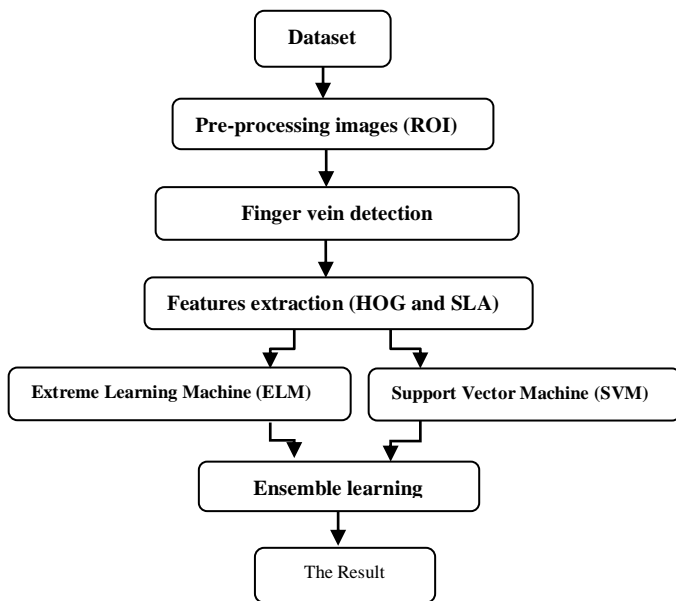 Dataset
Pre-processing images (ROI)
Finger vein detection
Features extraction (HOG and SLA)
Extreme Learning Machine (ELM)
Support Vector Machine (SVM)
Ensemble learning
The Result